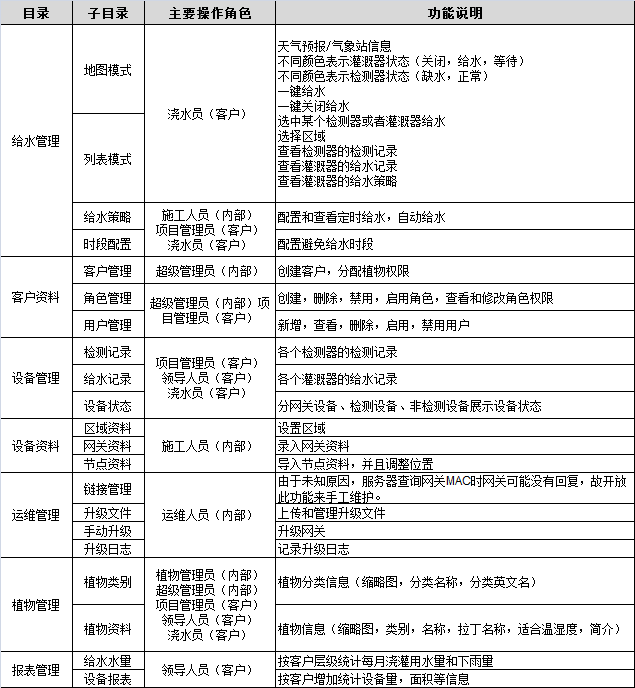 目录 子目录 主要操作角色 功能说明
给水管理 地图模式 浇水员（客户） 天气预报/气象站信息
不同颜色表示灌溉器状态（关闭，给水，等待）
不同颜色表示检测器状态（缺水，正常）
一键给水
一键关闭给水
选中某个检测器或者灌溉器给水
选择区域
列表模式 查看检测器的检测记录
查看灌溉器的给水记录
查看灌溉器的给水策略
给水策略 施工人员（内部） 配置和查看定时给水，自动给水
项目管理员（客户）
时段配置 浇水员（客户） 配置避免给水时段
客户资料 客户管理 超级管理员（内部） 创建客户，分配植物权限
角色管理 超级管理员（内部）项 创建，删除，禁用，启用角色，查看和修改角色权限
用户管理 目管理员（客户） 新增，查看，删除，启用，禁用用户
设备管理 检测记录 项目管理员（客户） 各个检测器的检测记录
给水记录 领导人员（客户） 各个灌溉器的给水记录
设备状态 浇水员（客户） 分网关设备、检测设备、非检测设备展示设备状态
设备资料 区域资料 施工人员（内部） 设置区域
网关资料 录入网关资料
节点资料 导入节点资料，并且调整位置
运维管理 链接管理 运维人员（内部） 由于未知原因，服务器查询网关MAC时网关可能没有回复，故开放
此功能来手工维护。
升级文件 上传和管理升级文件
手动升级 升级网关
升级日志 记录升级日志
植物管理 植物类别 植物管理员（内部） 植物分类信息（缩略图，分类名称，分类英文名）
超级管理员（内部）
项目管理员（客户）
领导人员（客户）
植物资料 浇水员（客户） 植物信息（缩略图，类别，名称，拉丁名称，适合温湿度，简介）
报表管理 给水水量 领导人员（客户） 按客户层级统计每月浇灌用水量和下雨量
设备报表 按客户增加统计设备量，面积等信息